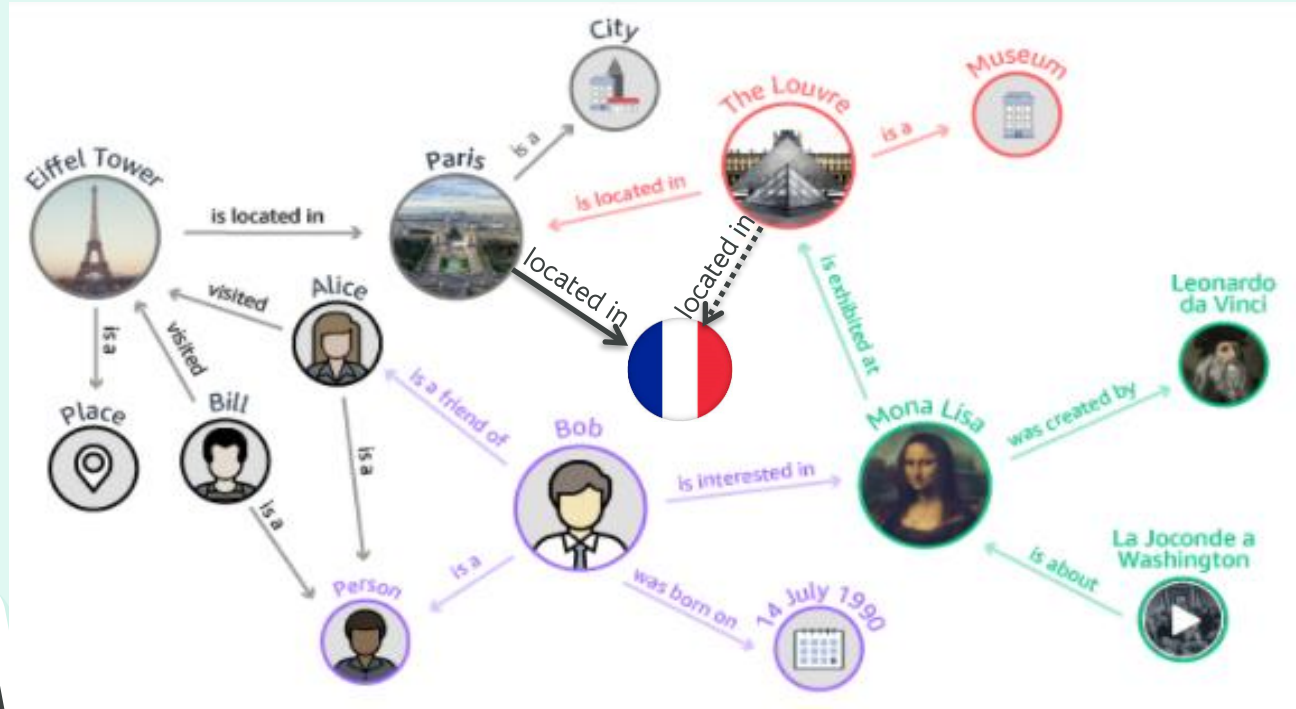 City
Museum
The Louvre
is a
is a
Paris
Eiffel Tower
is located in
is located in
located in
located in
Alice
visited
visited
is exhibited at
Leonardo
da Vinci
is a
is a friend of
Place
Bill
Bob
Mona Lisa
was created by
is a
is interested in
is a
La Joconde a
Washington
is about
is a
Person
was born on
14 July 1990